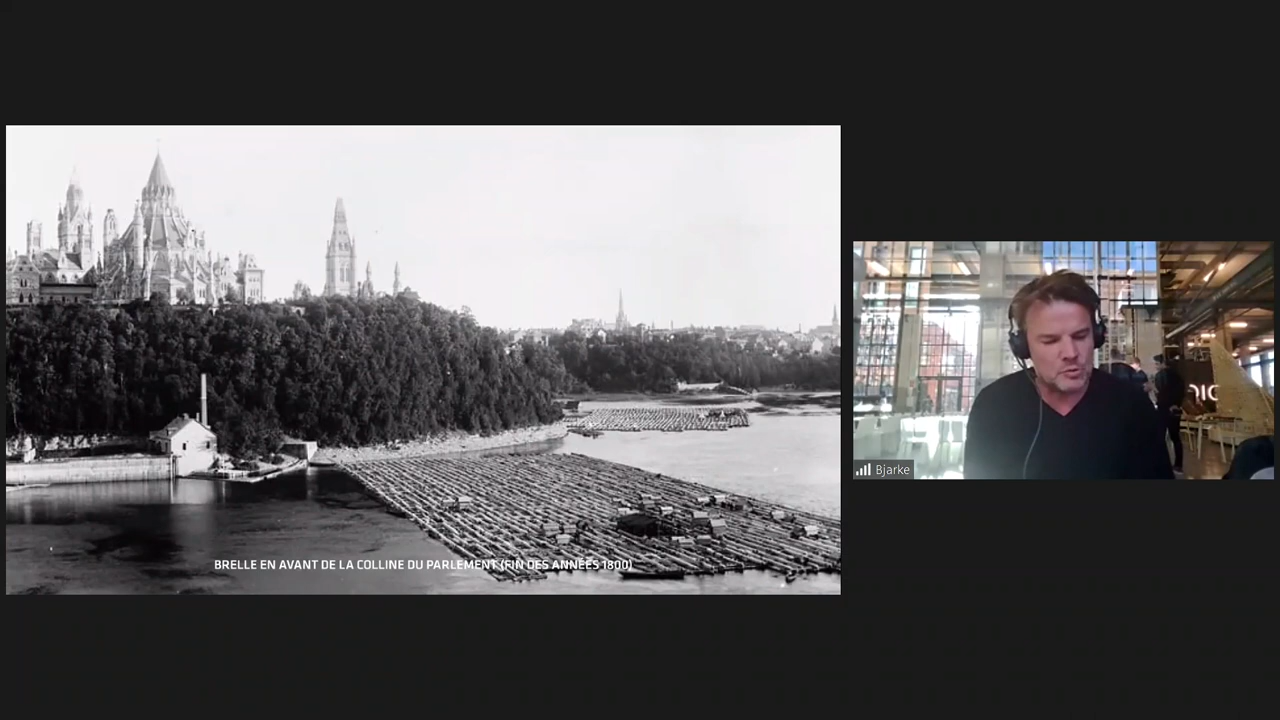 BRELLE EN AVANT DE LA COLLINE DU PARLEMENT (FIN DES ANNÉES 1800)
Bjarke